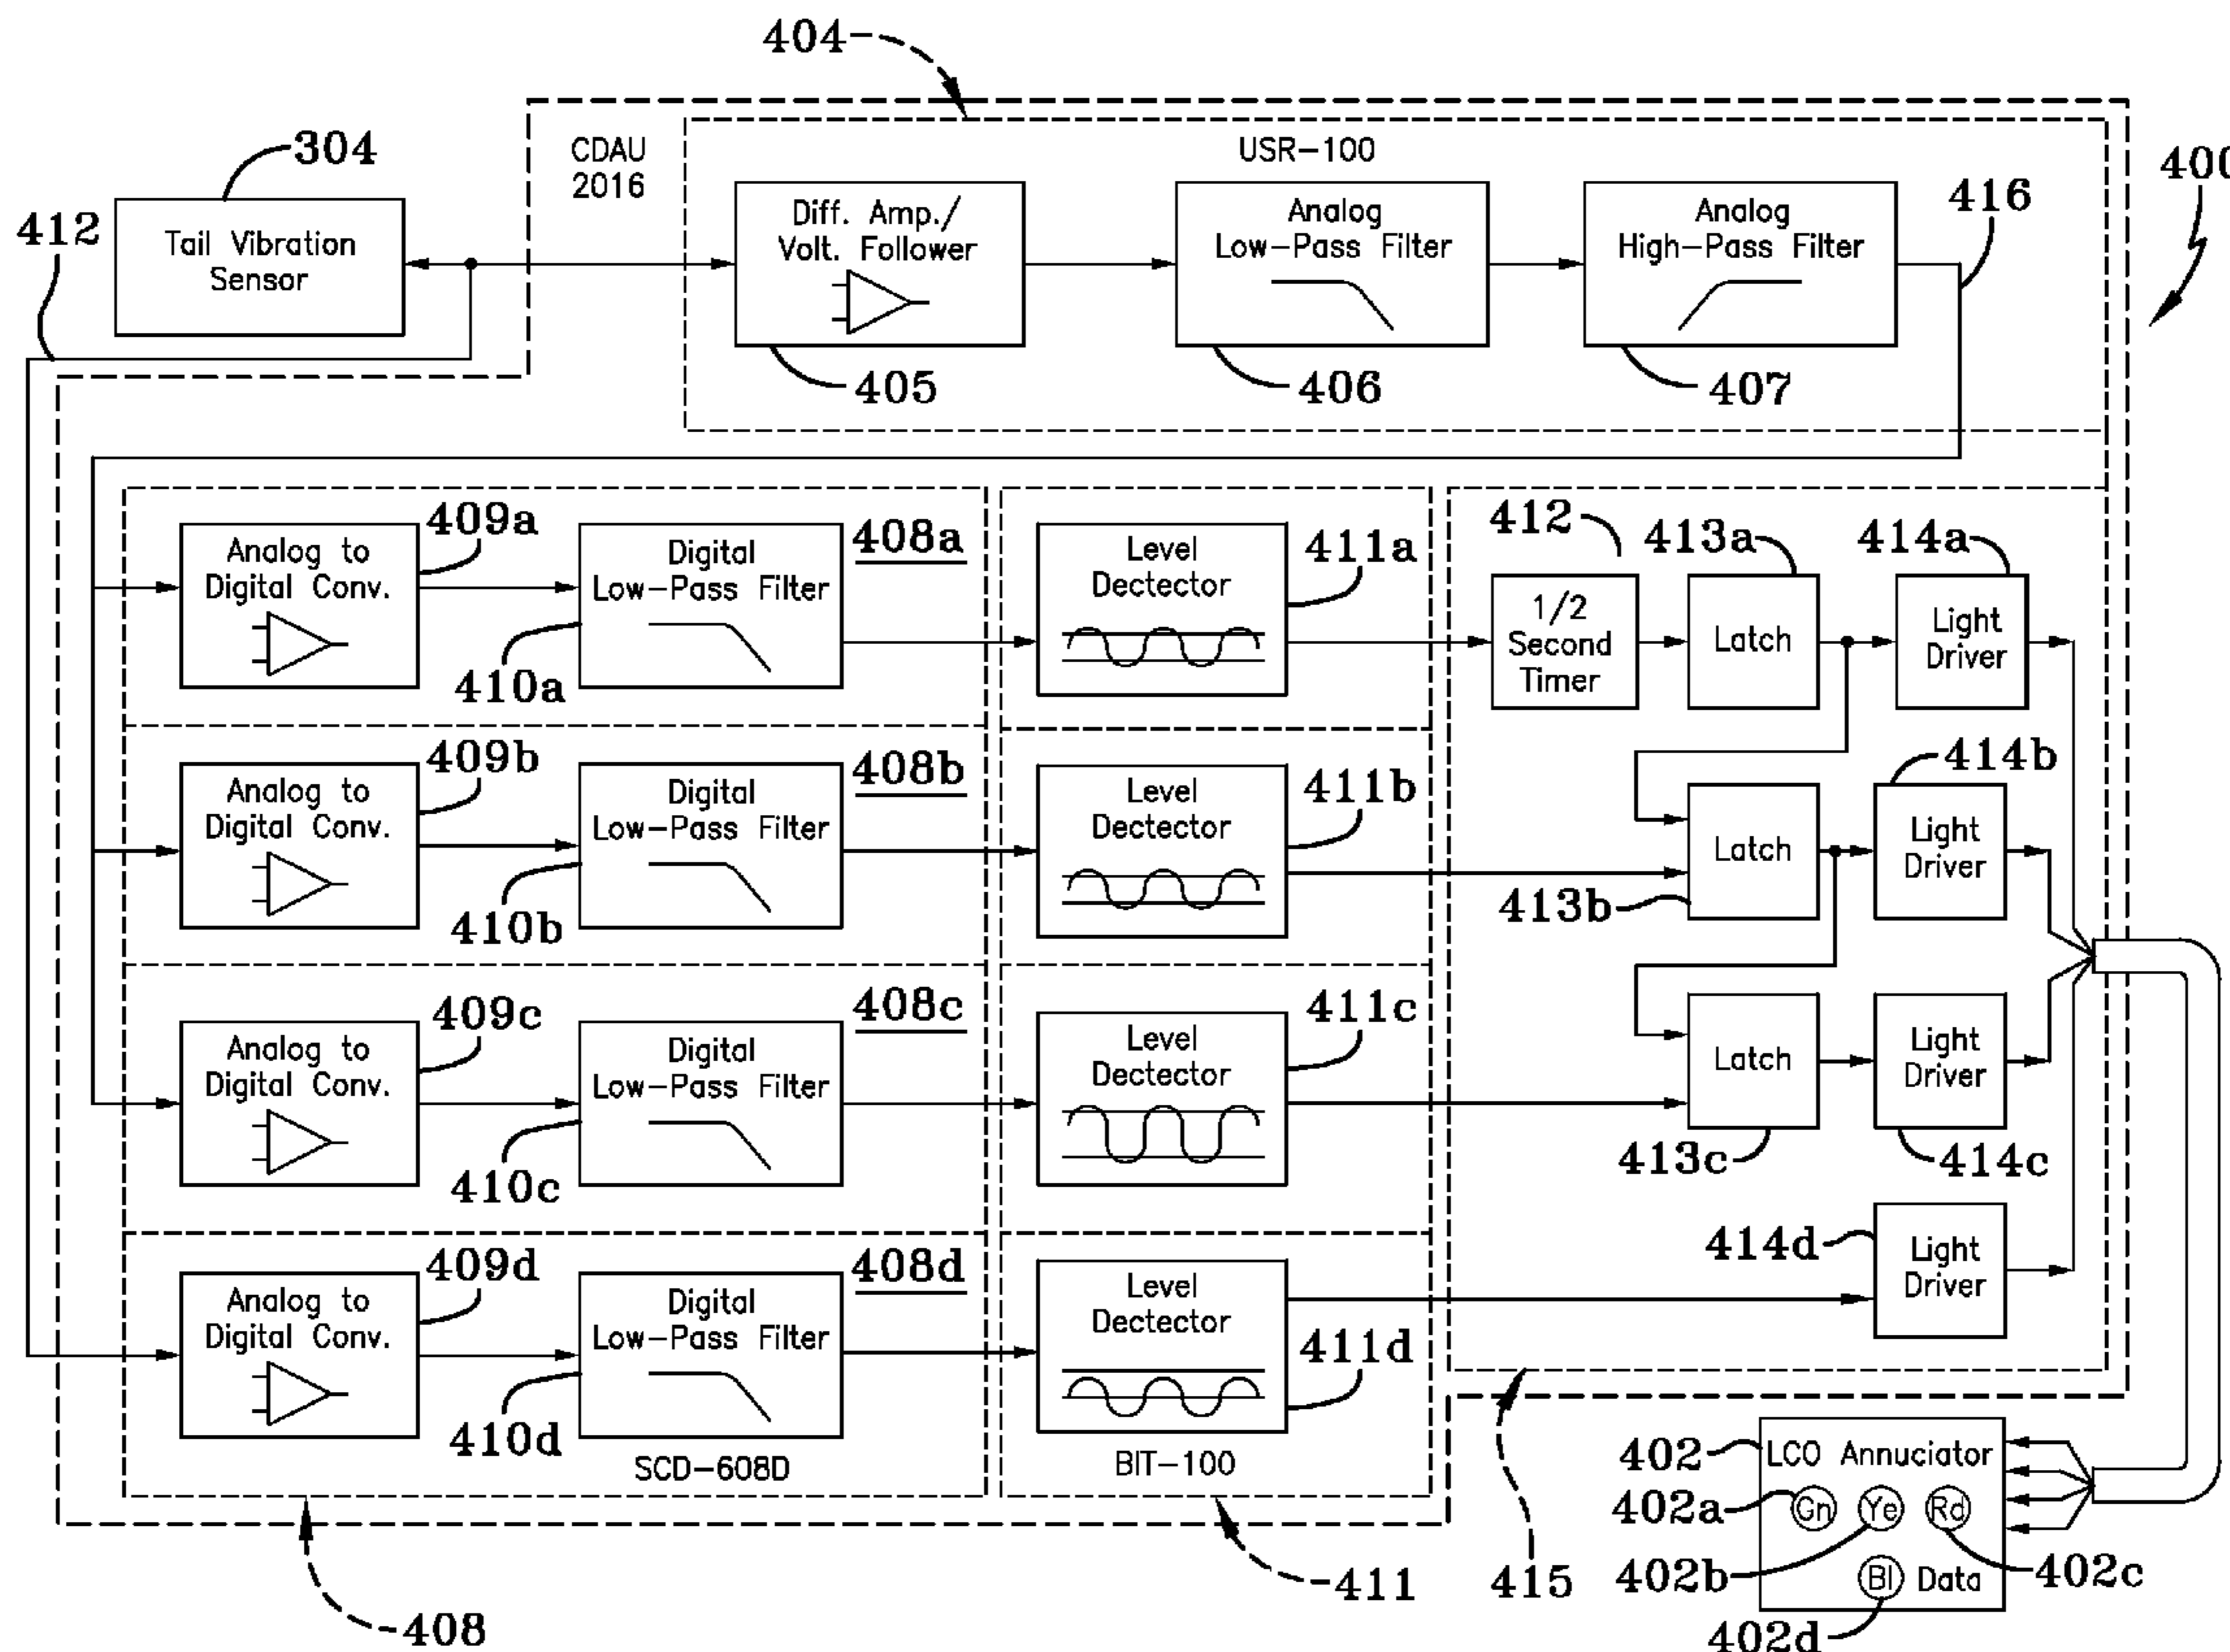 404
304
CDAU
2016
USR-100
400
412
Tail Vibration
Sensor
Diff. Amp./
Volt. Follower
Analog
Low-Pass Filter
Analog
High-Pass Filter
416
405
406
407
409a
Analog to
Digital Conv.
Digital
Low-Pass Filter
408a
410a
Level
Dectector
411a
412
413a
414a
1/2
Second
Timer
Latch
Light
Driver
409b
Analog to
Digital Conv.
Digital
Low-Pass Filter
408b
410b
Level
Dectector
411b
Latch
413b
414b
Light
Driver
409c
Analog to
Digital Conv.
Digital
Low-Pass Filter
408c
410c
Level
Dectector
411c
Latch
413c
Light
Driver
414c
409d
Analog to
Digital Conv.
Digital
Low-Pass Filter
408d
410d
SCD-608D
Level
Dectector
411d
BIT-100
414d
Light
Driver
402
LCO Annuciator
402a
Gn Ye Rd
402b
402c
Bl Data
402d
408
411
415